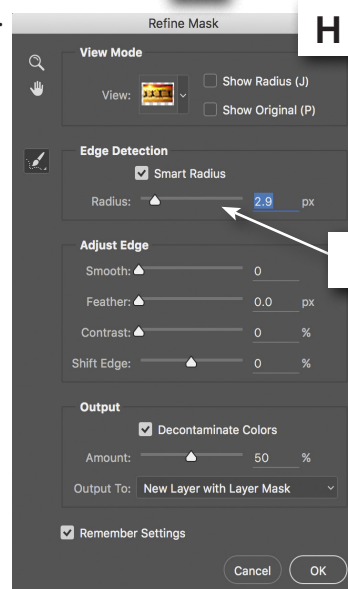 Refine Mask
H
View Mode
View:
Show Radius (J)
Show Original (P)
Edge Detection
Smart Radius
Radius: 2.9 px
Adjust Edge
Smooth: 0
Feather: 0.0 px
Contrast: 0 %
Shift Edge: 0 %
Output
Decontaminate Colors
Amount: 50 %
Output To: New Layer with Layer Mask
Remember Settings
Cancel OK